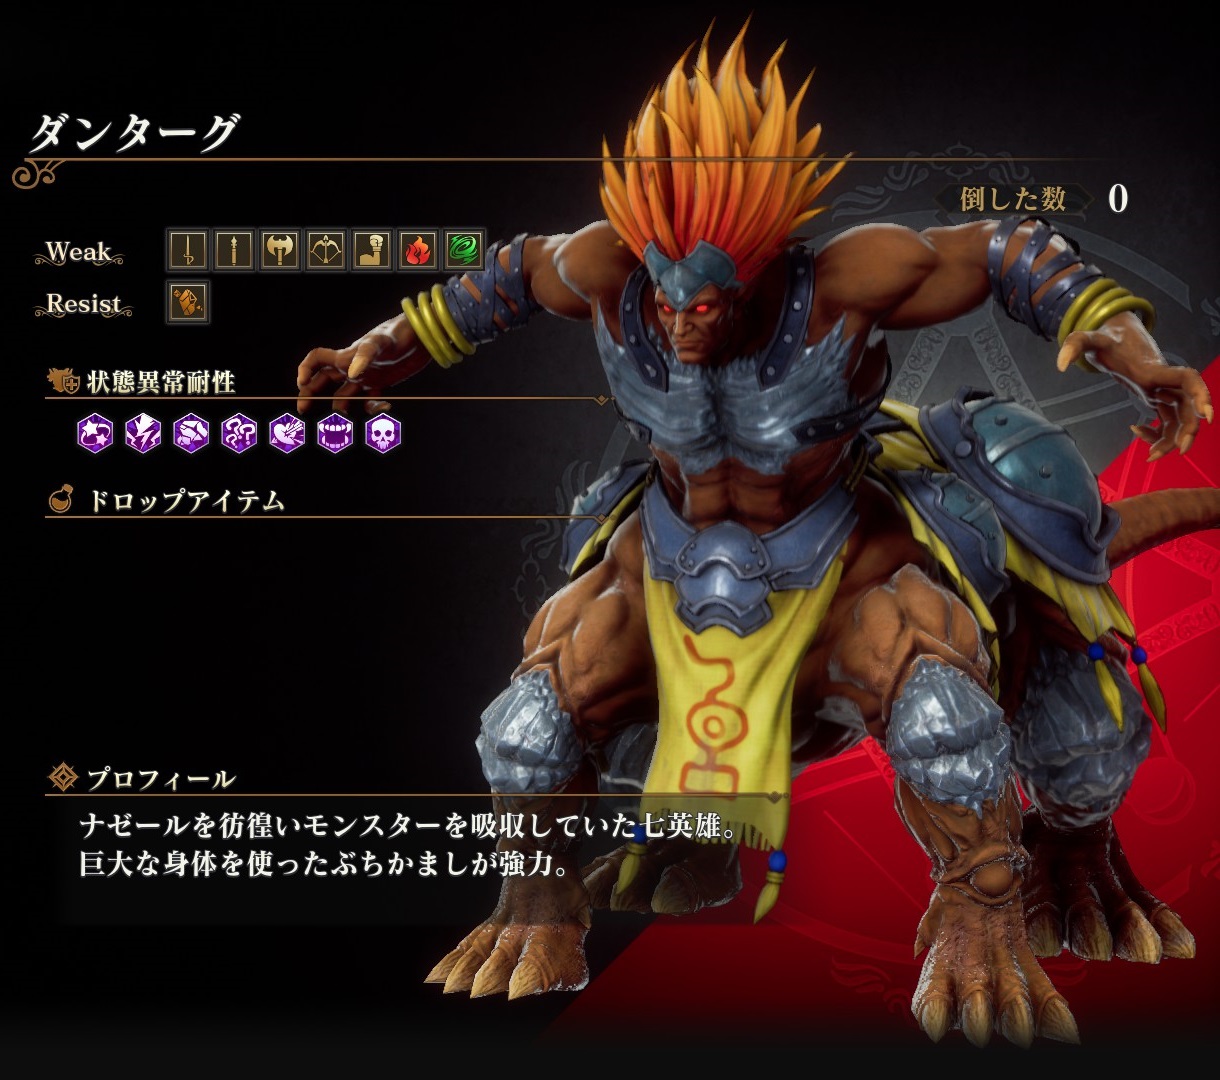 ダンターグ
倒した数 0
Weak
Resist
状態異常耐性
ドロップアイテム
プロフィール
ナゼールを彷徨いモンスターを吸収していた七英雄。
巨大な身体を使ったぶちかましが強力。